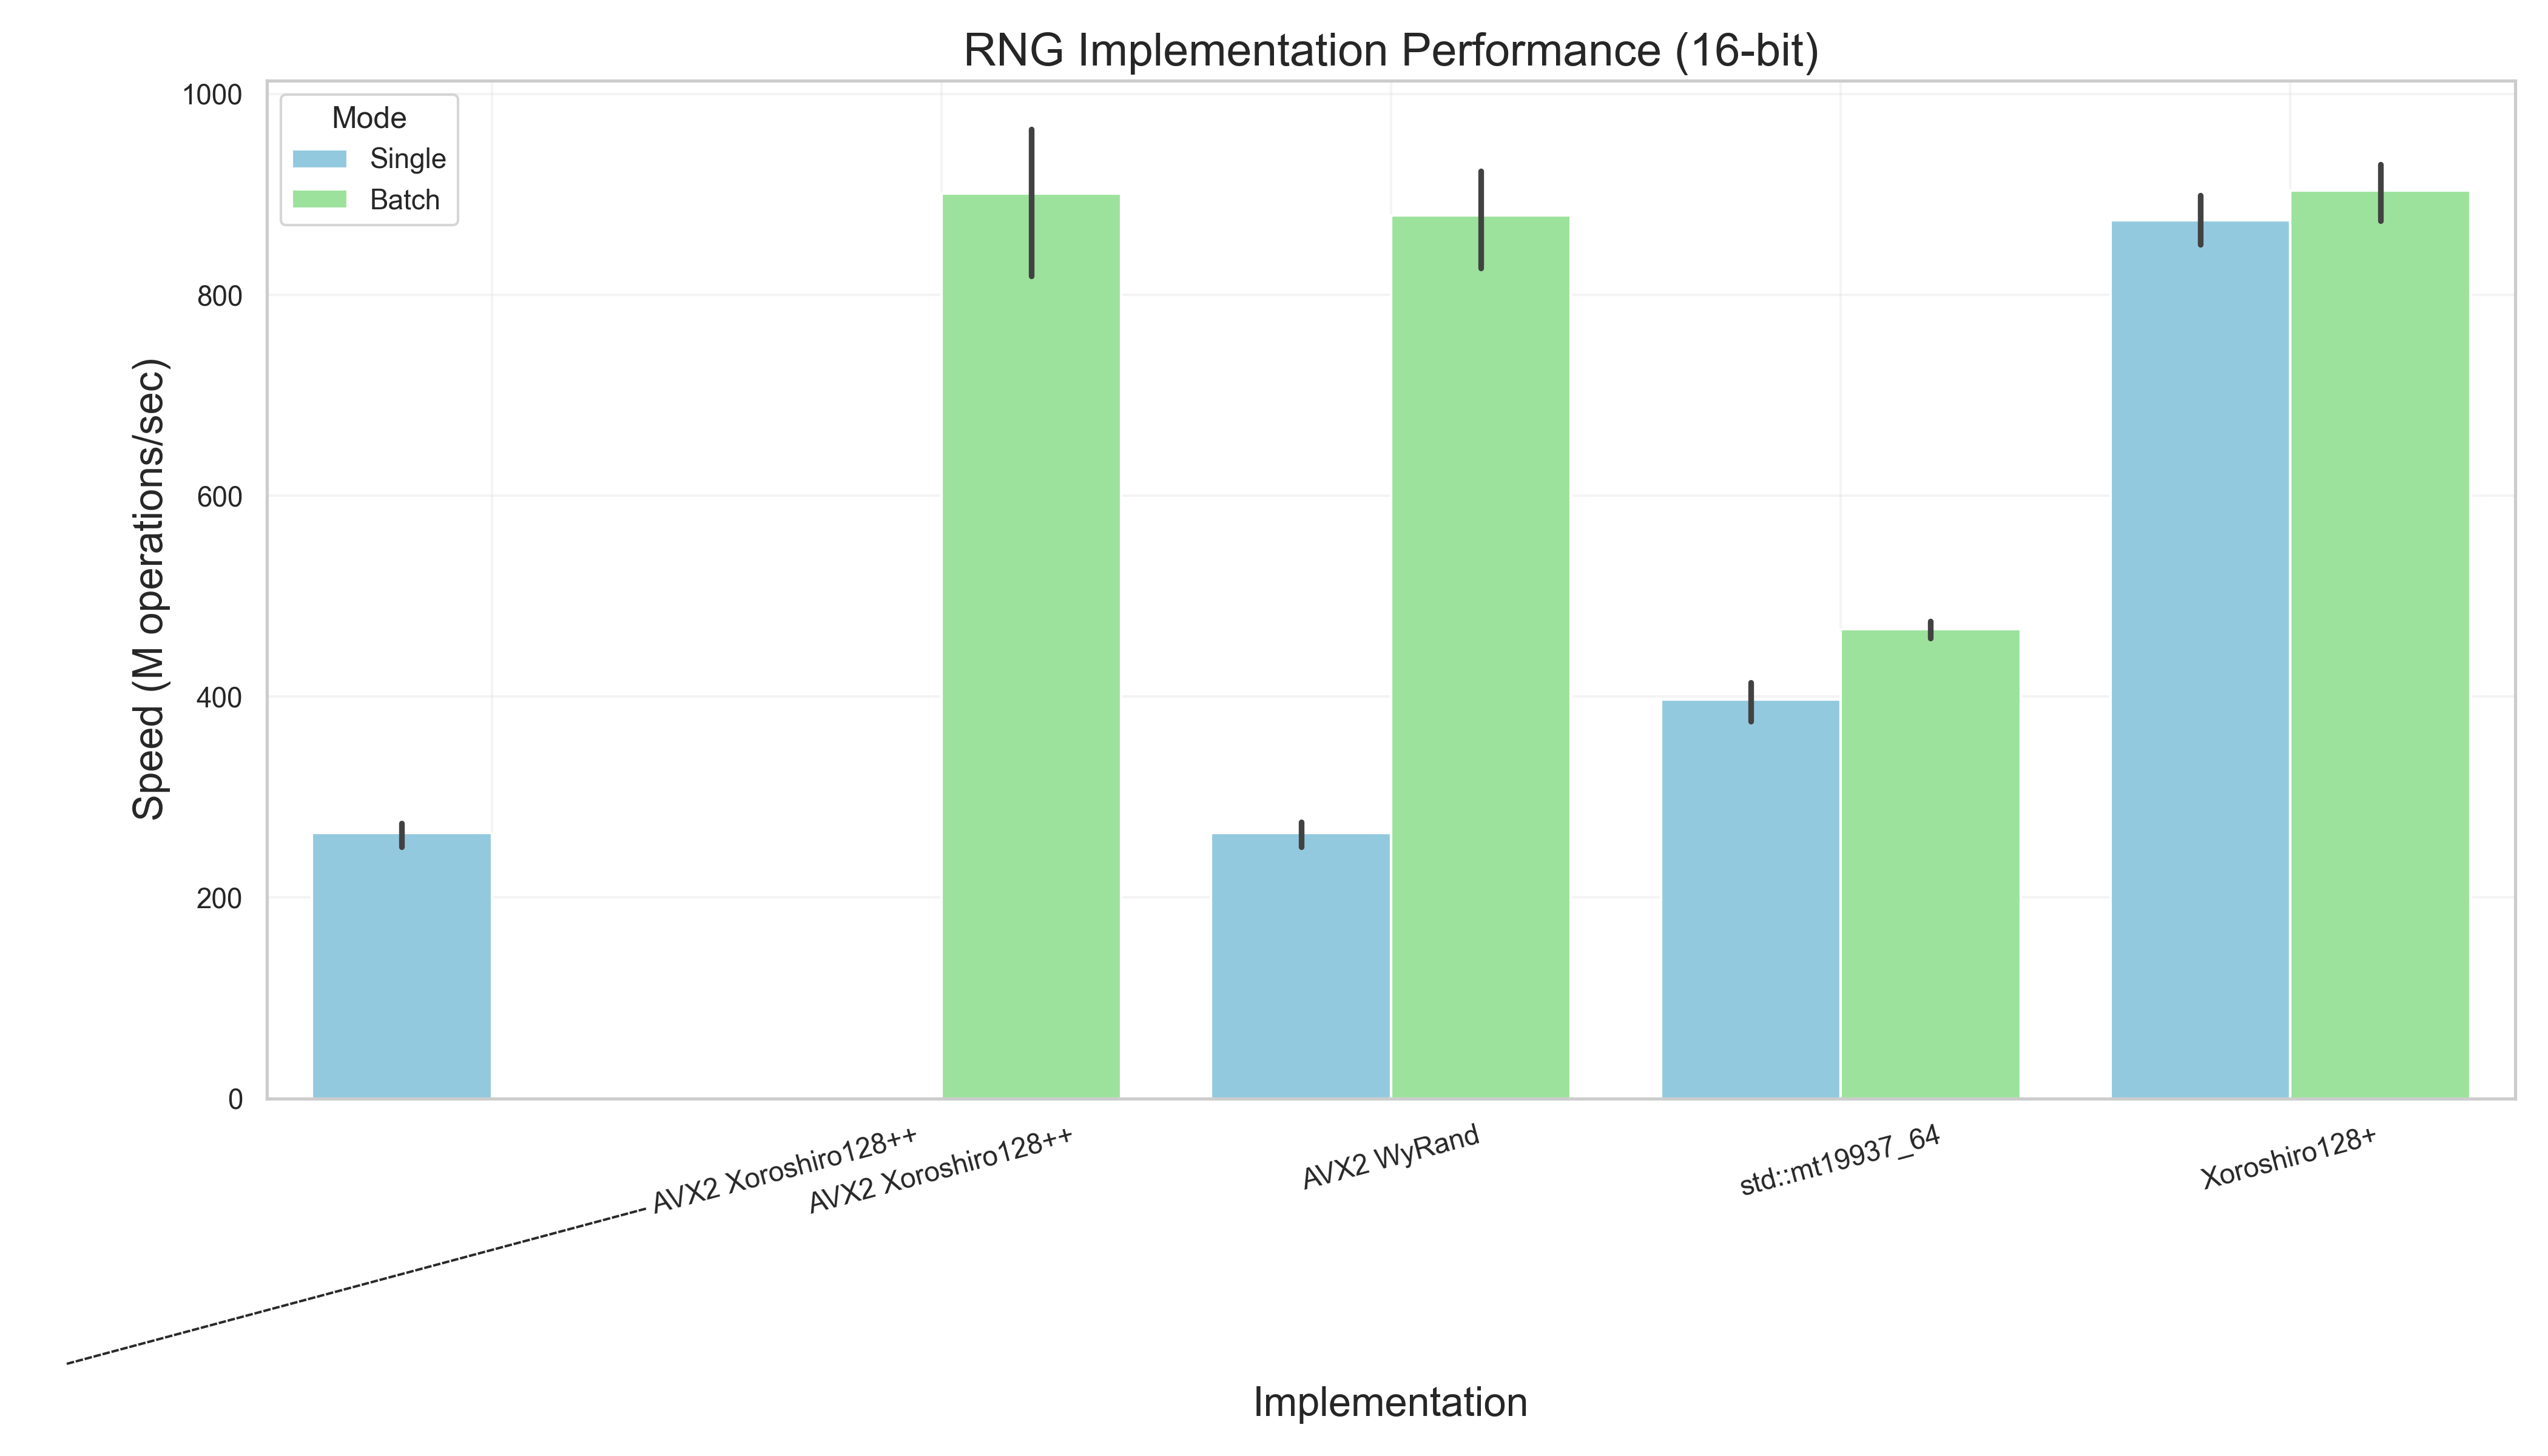 RNG Implementation Performance (16-bit)
Mode
Single
Batch
Speed (M operations/sec)
1000
800
600
400
200
0
AVX2 Xoroshiro128++
AVX2 Xoroshiro128++
AVX2 WyRand
std::mt19937_64
Xoroshiro128+
Implementation